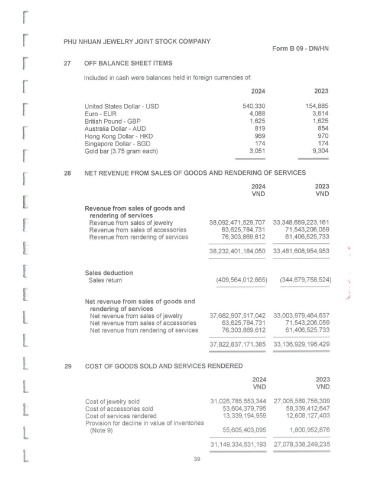 PHU NHUAN JEWELRY JOINT STOCK COMPANY
Form B 09 - DN/HN
27 OFF BALANCE SHEET ITEMS
Included in cash were balances held in foreign currencies of:
2024 2023
United States Dollar - USD 540,330 154,885
Euro - EUR 4,088 3,614
British Pound - GBP 1,625 1,625
Australia Dollar - AUD 819 854
Hong Kong Dollar - HKD 969 970
Singapore Dollar - SGD 174 174
Gold bar (3.75 gram each) 3,051 9,304
28 NET REVENUE FROM SALES OF GOODS AND RENDERING OF SERVICES
2024 2023
VND VND
Revenue from sales of goods and
rendering of services
Revenue from sales of jewelry 38,092,471,529,707 33,348,659,223,161
Revenue from sales of accessories 63,625,784,731 71,543,206,059
Revenue from rendering of services 76,303,869,612 61,406,525,733
38,232,401,184,050 33,481,608,954,953
Sales deduction
Sales return (409,564,012,665) (344,679,758,524)
Net revenue from sales of goods and
rendering of services
Net revenue from sales of jewelry 37,682,907,517,042 33,003,979,464,637
Net revenue from sales of accessories 63,625,784,731 71,543,206,059
Net revenue from rendering of services 76,303,869,612 61,406,525,733
37,822,837,171,385 33,136,929,196,429
29 COST OF GOODS SOLD AND SERVICES RENDERED
2024 2023
VND VND
Cost of jewelry sold 31,026,785,653,344 27,005,589,756,309
Cost of accessories sold 53,604,379,795 58,339,412,647
Cost of services rendered 13,339,194,959 12,608,127,403
Provision for decline in value of inventories
(Note 9) 55,605,403,095 1,800,952,876
31,149,334,631,193 27,078,338,249,235
39